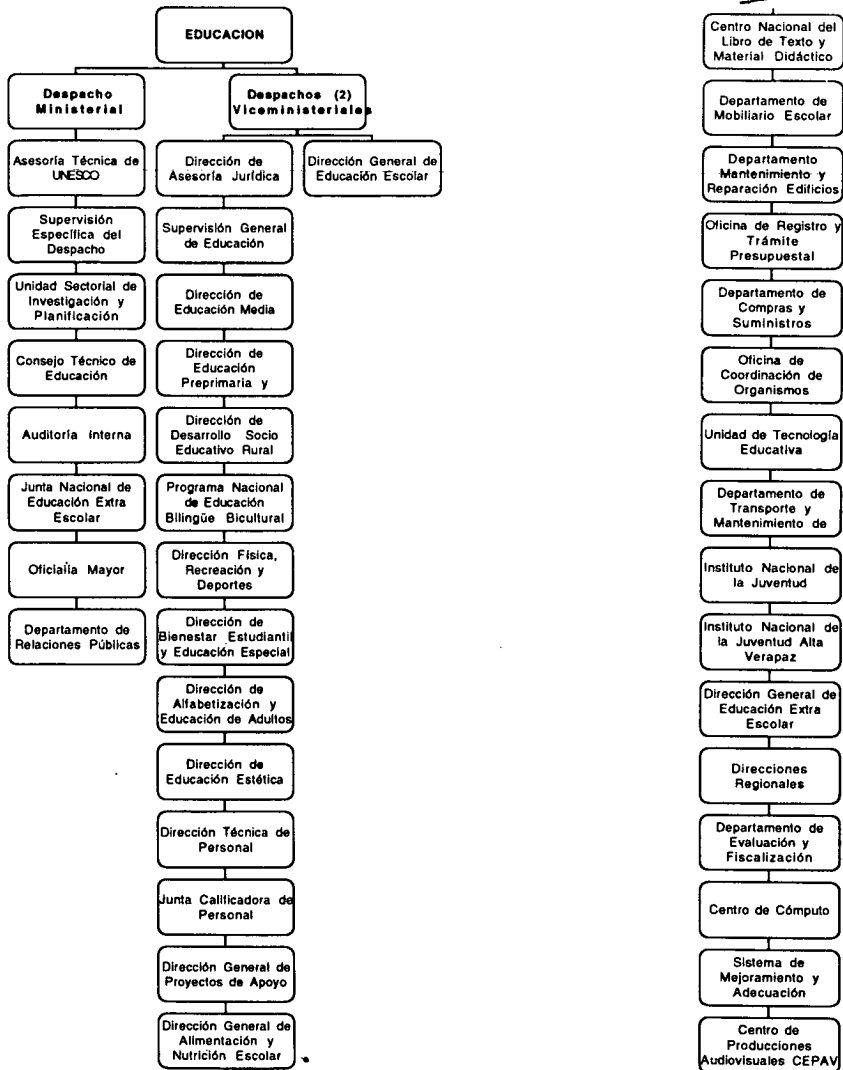 EDUCACION
Despacho
Ministerial
Despachos (2)
Viceministeriales
Asesoría Técnica de
UNESCO
Supervisión
Específica del
Despacho
Unidad Sectorial de
Investigación y
Planificación
Consejo Técnico de
Educación
Auditoría Interna
Junta Nacional de
Educación Extra
Escolar
Oficialía Mayor
Departamento de
Relaciones Públicas
Dirección de
Asesoría Jurídica
Supervisión General
de Educación
Dirección de
Educación Media
Dirección de
Educación
Preprimaria y
Dirección de
Desarrollo Socio
Educativo Rural
Programa Nacional
de Educación
Bilingüe Bicultural
Dirección Física,
Recreación y
Deportes
Dirección de
Bienestar Estudiantil
y Educación Especial
Dirección de
Alfabetización y
Educación de Adultos
Dirección de
Educación Estética
Dirección Técnica de
Personal
Junta Calificadora de
Personal
Dirección General de
Proyectos de Apoyo
Dirección General de
Alimentación y
Nutrición Escolar
Dirección General de
Educación Escolar
Centro Nacional del
Libro de Texto y
Material Didáctico
Departamento de
Mobiliario Escolar
Departamento
Mantenimiento y
Reparación Edificios
Oficina de Registro y
Trámite
Presupuestal
Departamento de
Compras y
Suministros
Oficina de
Coordinación de
Organismos
Unidad de Tecnología
Educativa
Departamento de
Transporte y
Mantenimiento de
Instituto Nacional de
la Juventud
Instituto Nacional de
la Juventud Alta
Verapaz
Dirección General de
Educación Extra
Escolar
Direcciones
Regionales
Departamento de
Evaluación y
Fiscalización
Centro de Cómputo
Sistema de
Mejoramiento y
Adecuación
Centro de
Producciones
Audiovisuales CEPAV